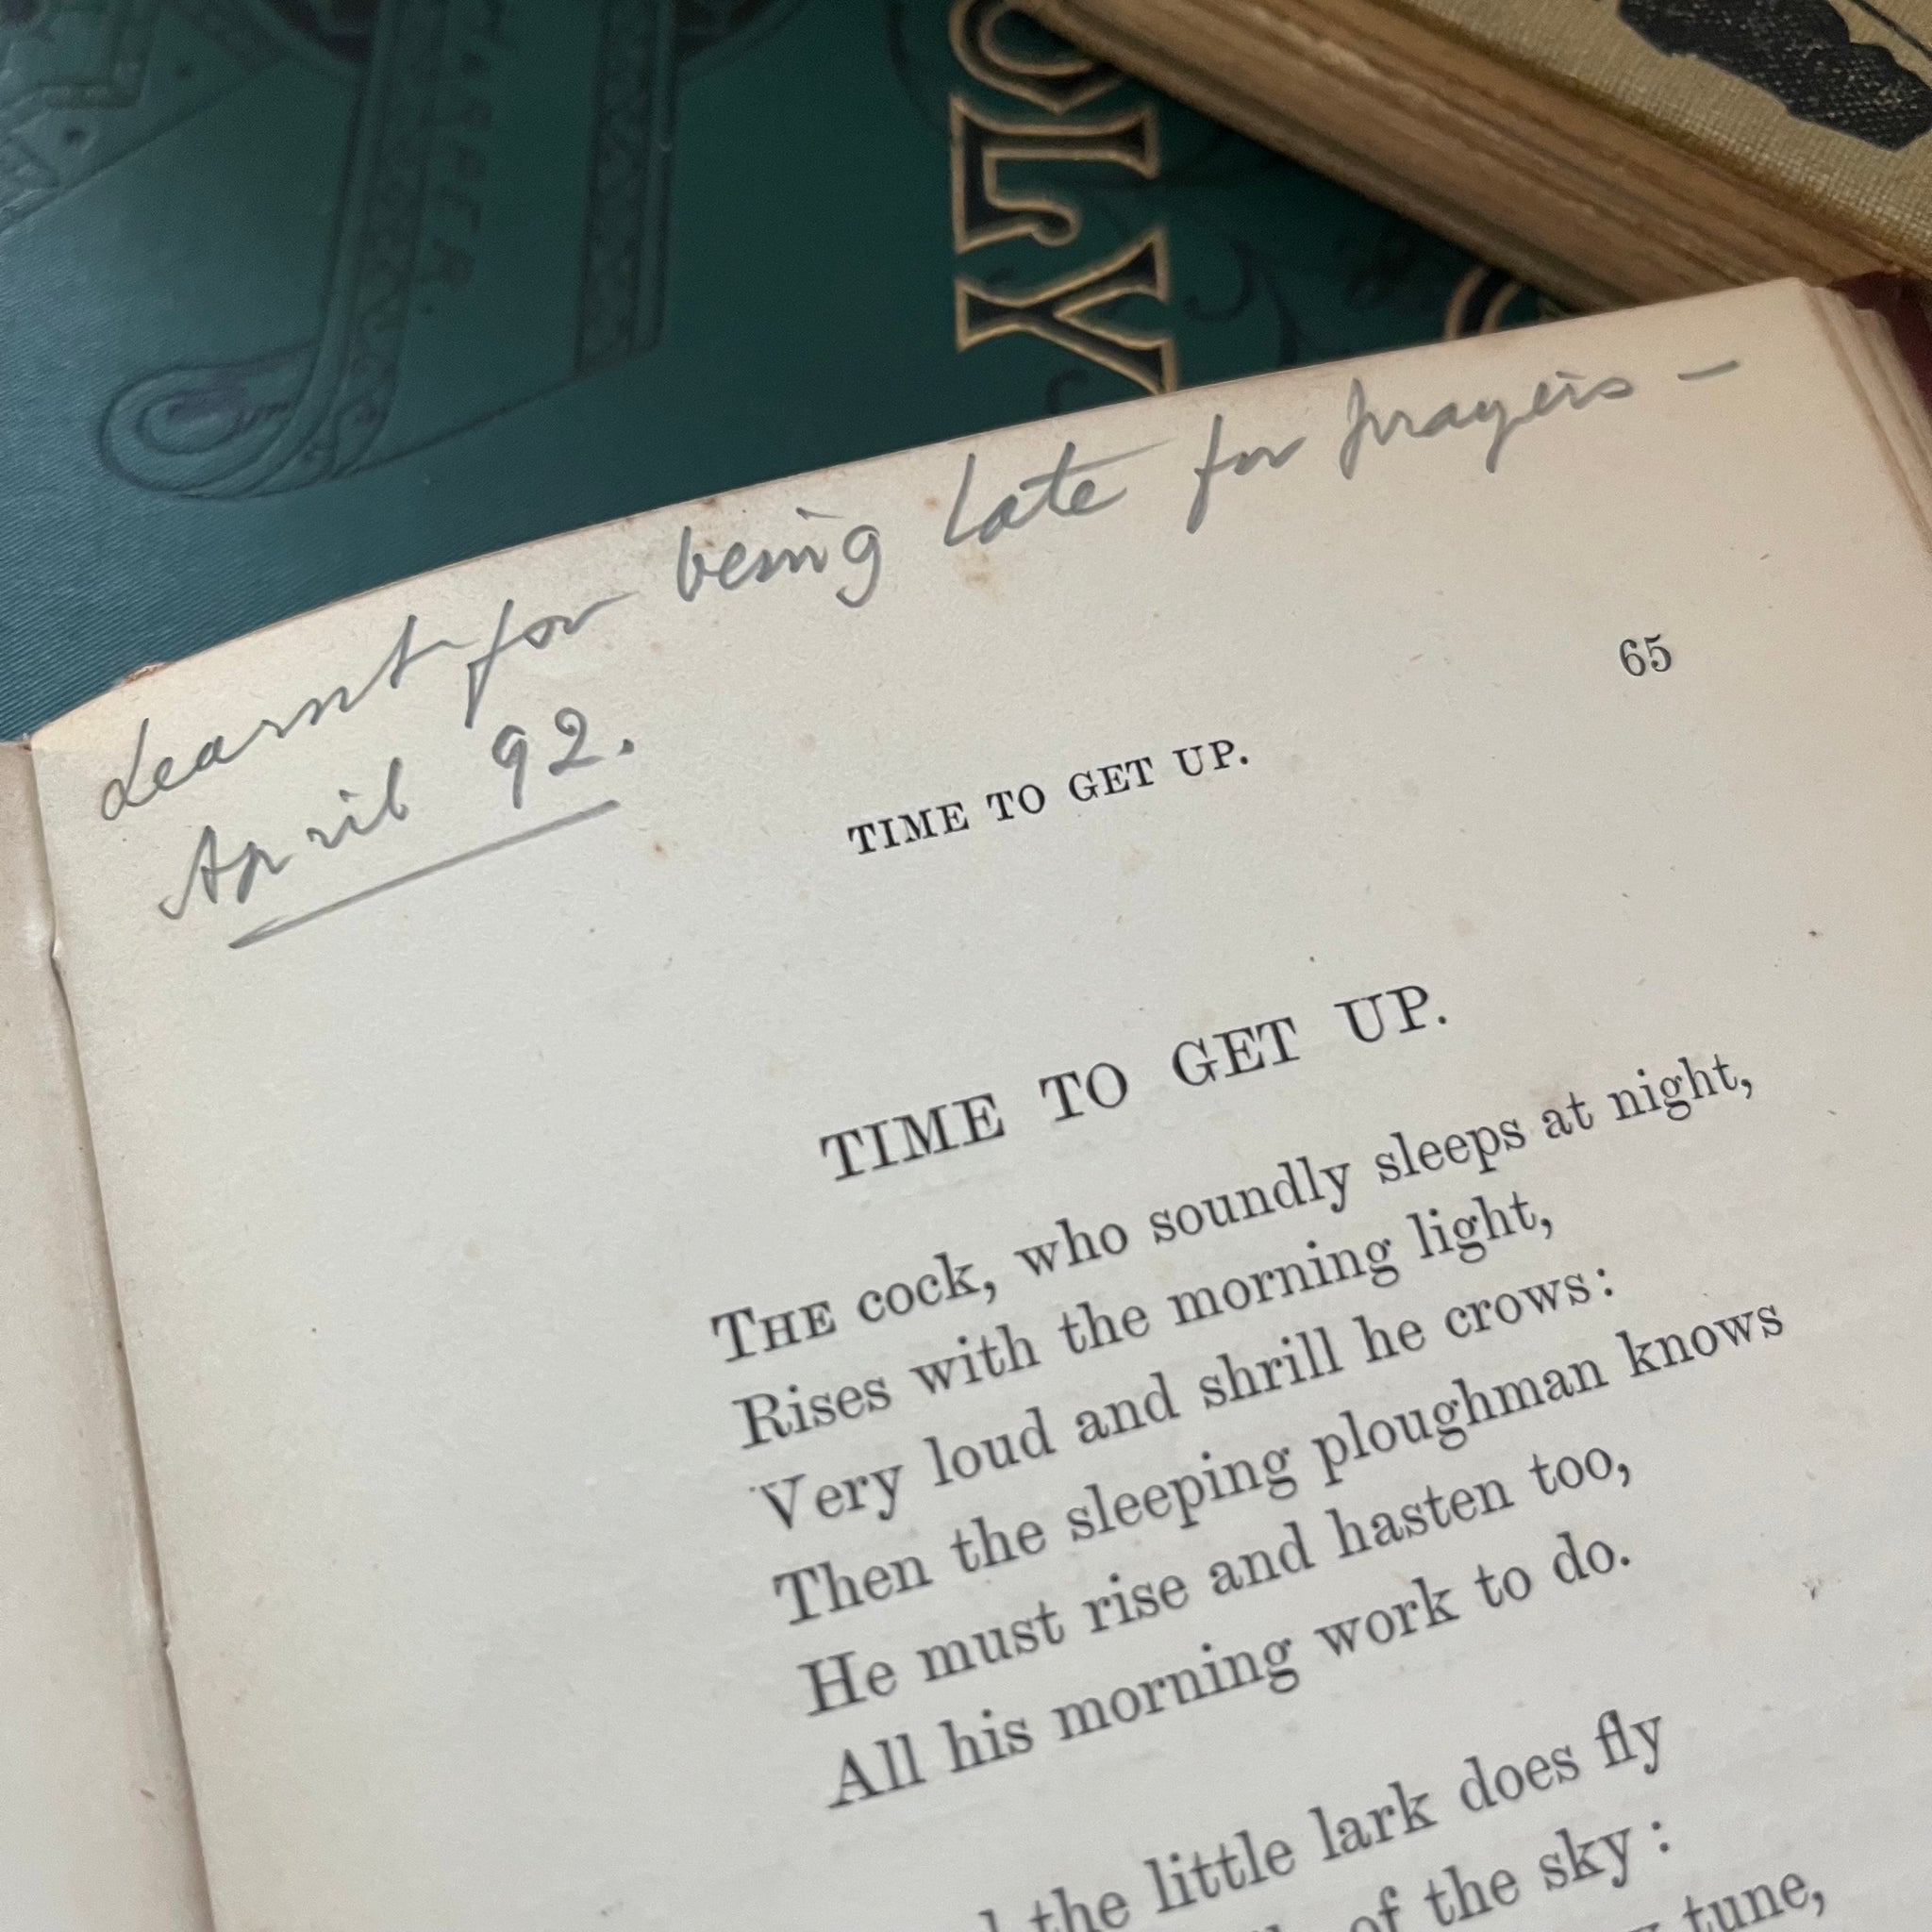 TAPER.
OLY
Learnt for being late for prayers –
April 92.
65
TIME TO GET UP.
TIME TO GET UP.
THE cock, who soundly sleeps at night,
Rises with the morning light,
Very loud and shrill he crows:
Then the sleeping ploughman knows
He must rise and hasten too,
All his morning work to do.
the little lark does fly
of the sky:
tune,